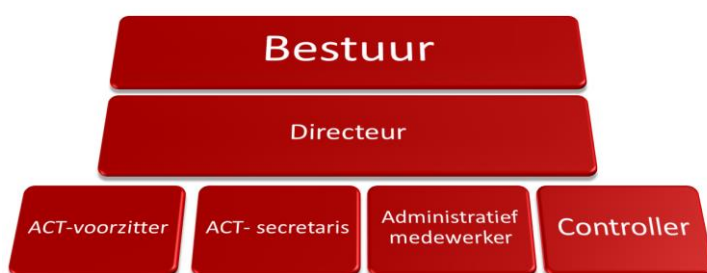 Bestuur
Directeur
ACT-voorzitter
ACT- secretaris
Administratief
medewerker
Controller